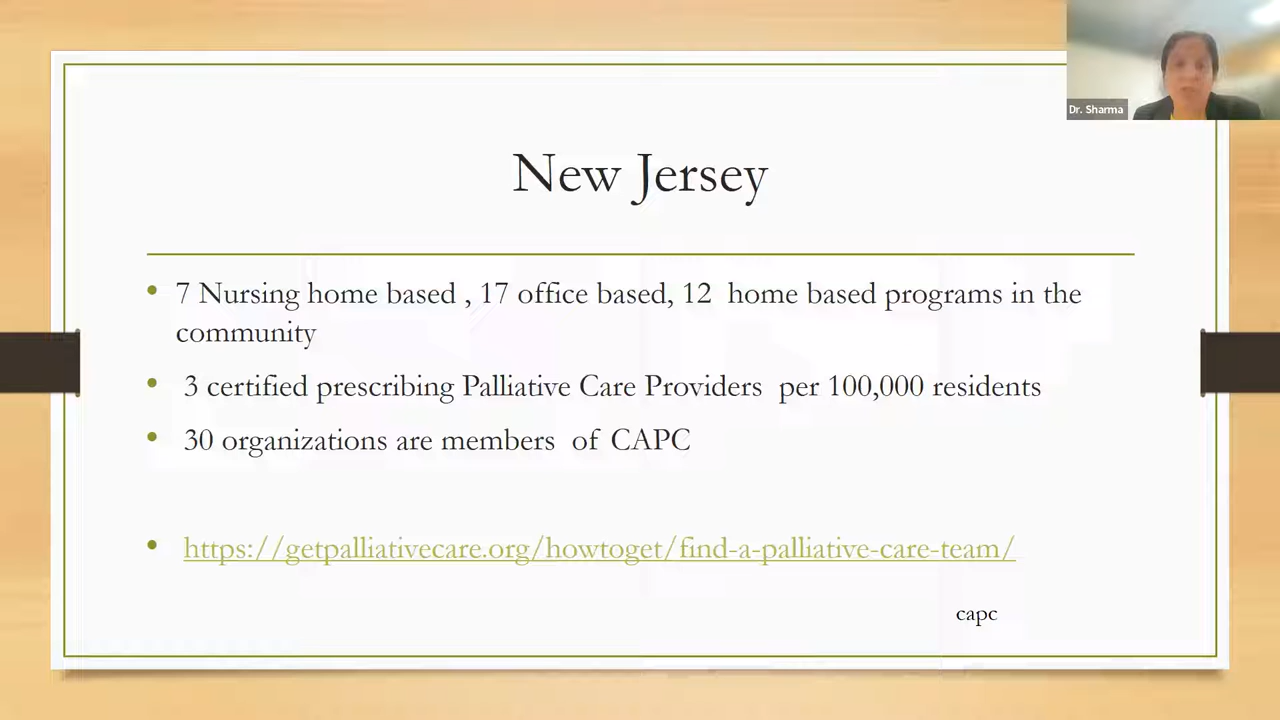 Dr. Sharma
New Jersey
• 7 Nursing home based , 17 office based, 12 home based programs in the
community
• 3 certified prescribing Palliative Care Providers per 100,000 residents
• 30 organizations are members of CAPC
• https://getpalliativecare.org/howtoget/find-a-palliative-care-team/
capc